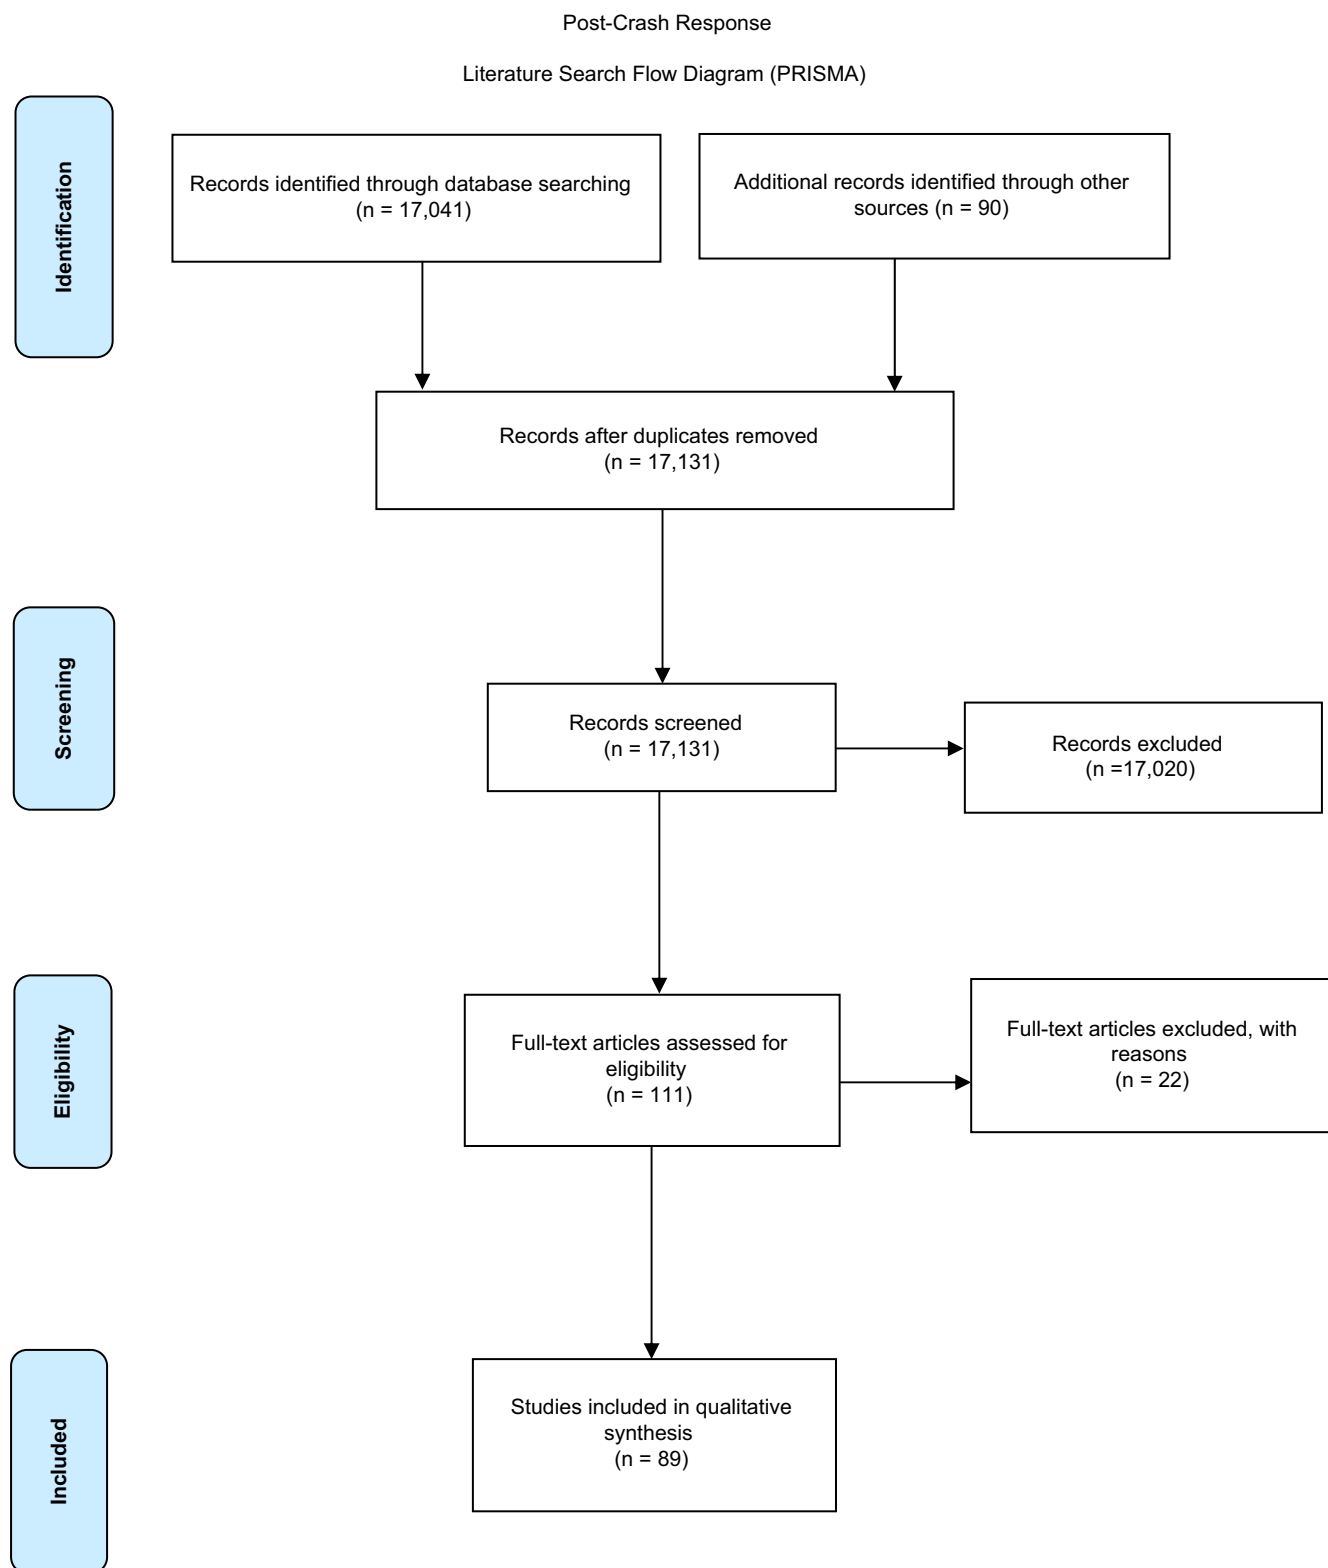 Post-Crash Response
Literature Search Flow Diagram (PRISMA)
Identification
Records identified through database searching
(n = 17,041)
Additional records identified through other
sources (n = 90)
Records after duplicates removed
(n = 17,131)
Screening
Records screened
(n = 17,131)
Records excluded
(n =17,020)
Eligibility
Full-text articles assessed for
eligibility
(n = 111)
Full-text articles excluded, with
reasons
(n = 22)
Included
Studies included in qualitative
synthesis
(n = 89)